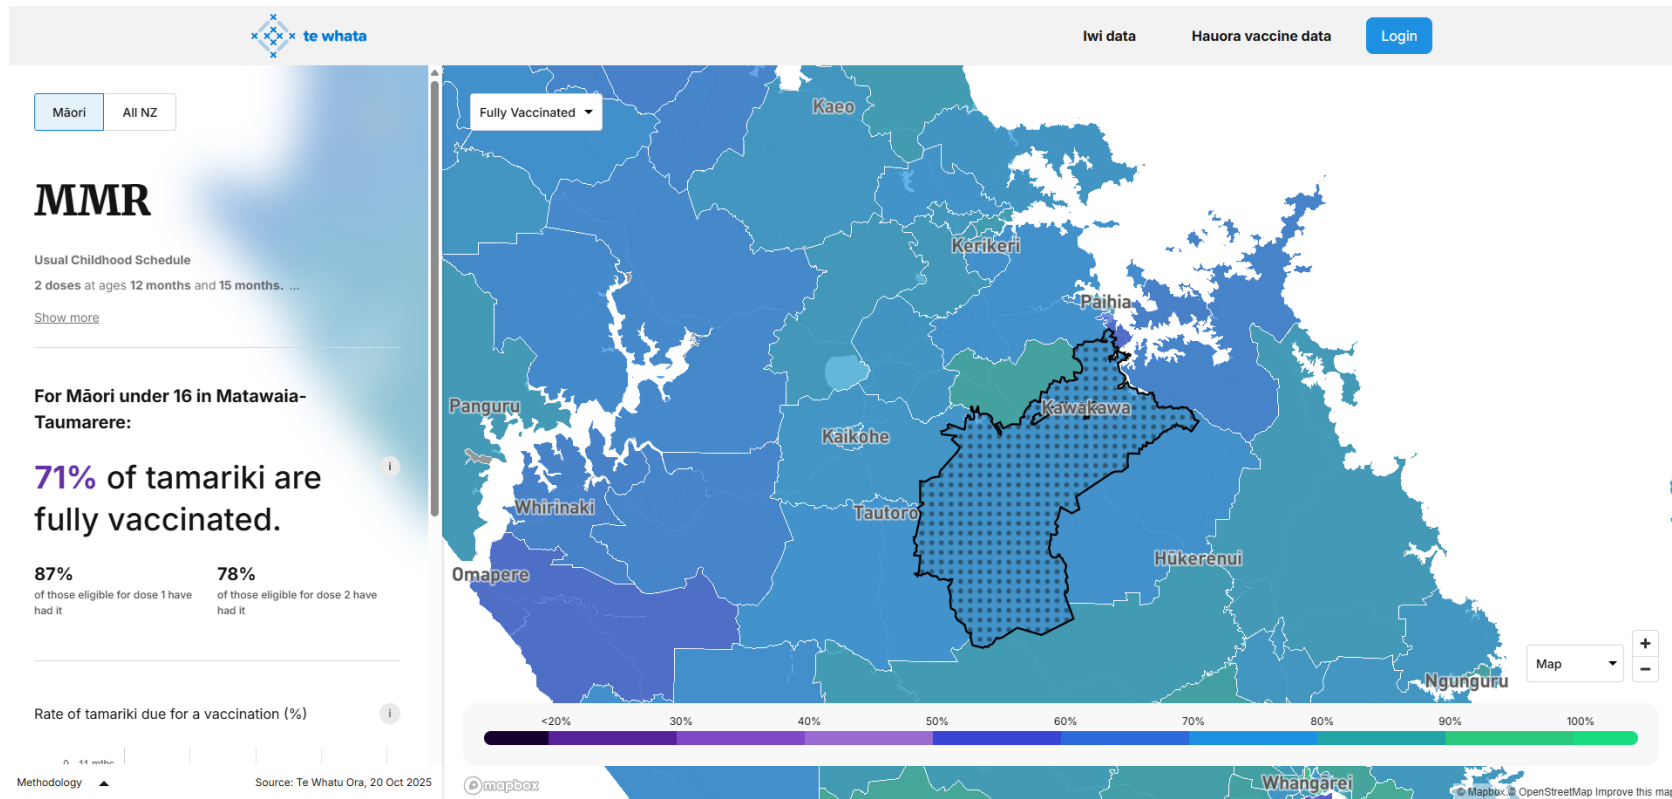 te whata
Iwi data
Hauora vaccine data
Login
Māori
All NZ
MMR
Usual Childhood Schedule
2 doses at ages 12 months and 15 months. ...
Show more
For Māori under 16 in Matawaia-
Taumarere:
71% of tamariki are
fully vaccinated.
i
87%
of those eligible for dose 1 have
had it
78%
of those eligible for dose 2 have
had it
Rate of tamariki due for a vaccination (%)
i
Methodology
Source: Te Whatu Ora, 20 Oct 2025
Fully Vaccinated
Kaeo
Kerikeri
Paihia
Kawakawa
Panguru
Kaikohe
Whirinaki
Tautoro
Omapere
Hūkerenui
Ngunguru
Whangārei
Map
+
−
<20%
30%
40%
50%
60%
70%
80%
90%
100%
mapbox
© Mapbox © OpenStreetMap Improve this map